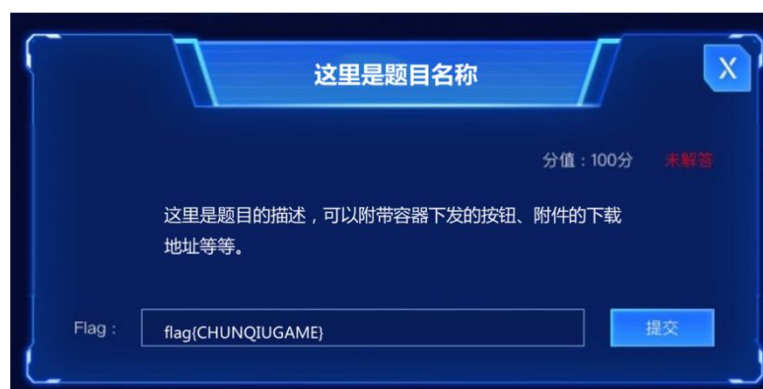 这里是题目名称
X
分值：100分 未解答
这里是题目的描述，可以附带容器下发的按钮、附件的下载
地址等等。
Flag： flag{CHUNQIUGAME} 提交